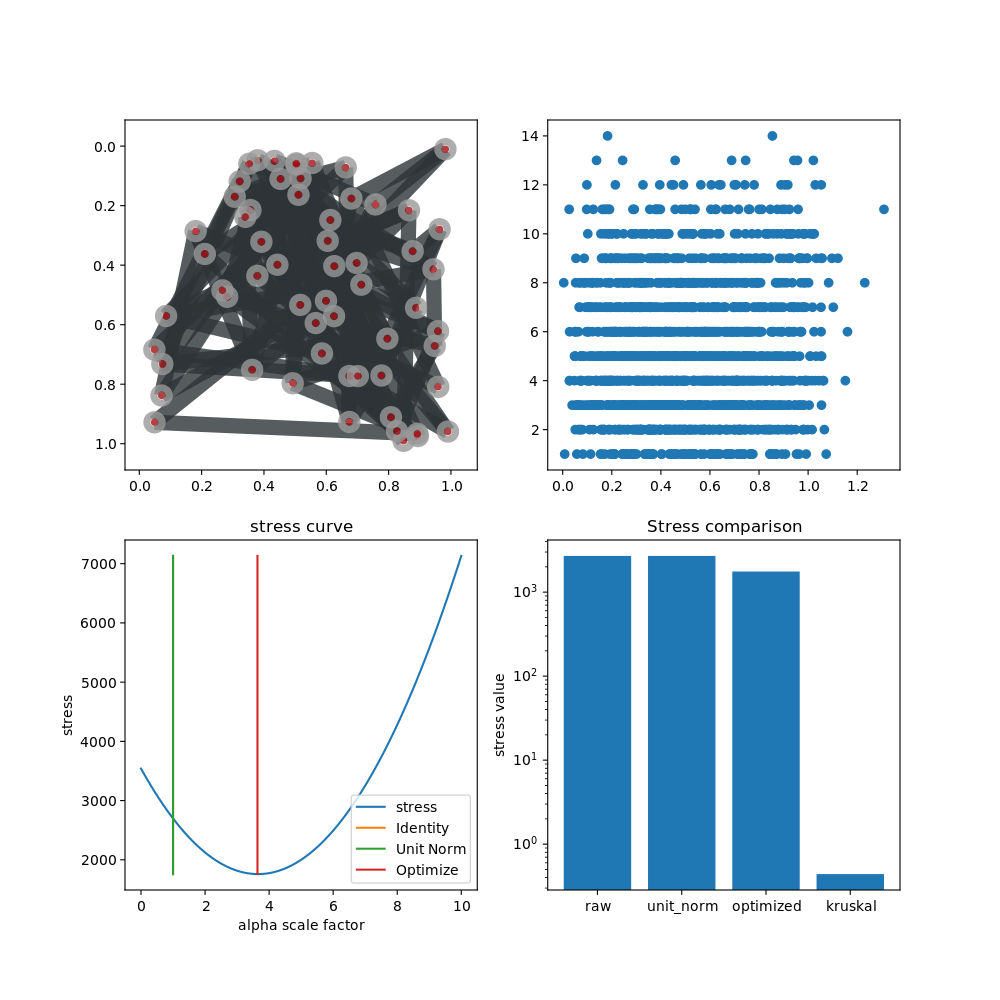 0.0
0.2
0.4
0.6
0.8
1.0
0.0 0.2 0.4 0.6 0.8 1.0
14
12
10
8
6
4
2
0.0 0.2 0.4 0.6 0.8 1.0 1.2
stress curve
7000
6000
5000
4000
3000
2000
stress
stress
Identity
Unit Norm
Optimize
0 2 4 6 8 10
alpha scale factor
Stress comparison
10³
10²
10¹
10⁰
stress value
raw unit_norm optimized kruskal